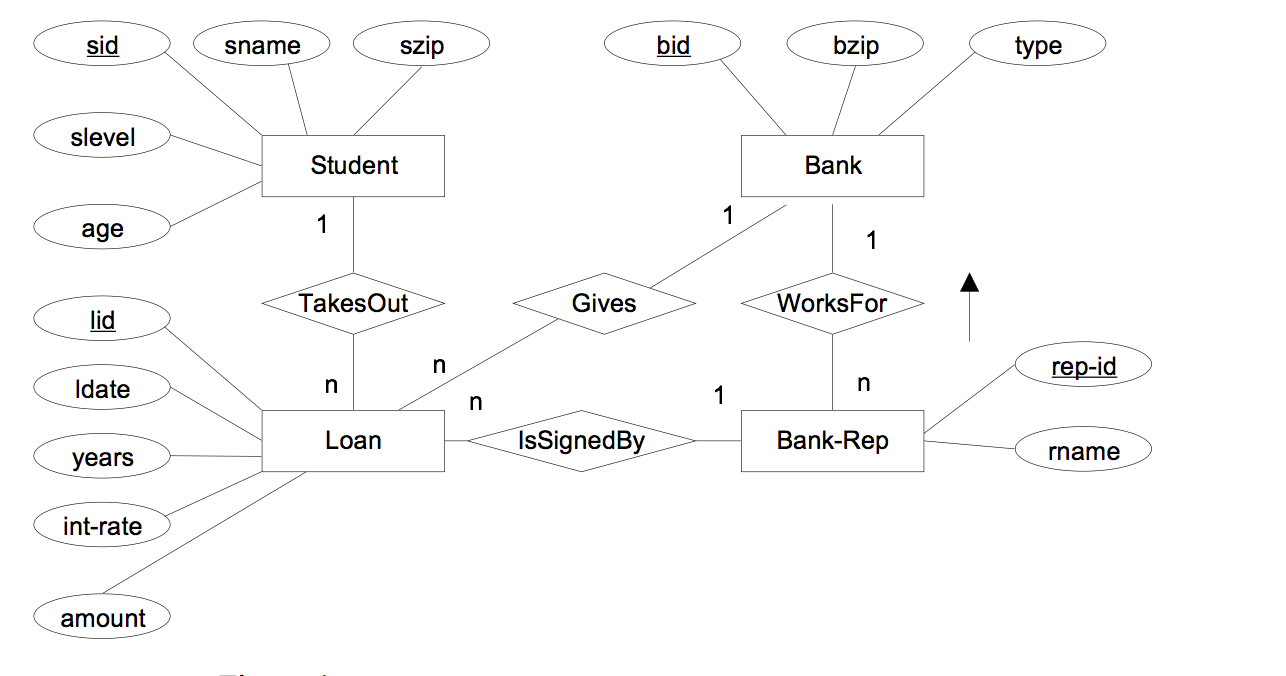 sid
sname
szip
bid
bzip
type
slevel
Student
Bank
age
1
1
1
TakesOut
Gives
WorksFor
lid
ldate
n
n
n
1
n
rep-id
Loan
IsSignedBy
Bank-Rep
rname
years
int-rate
amount